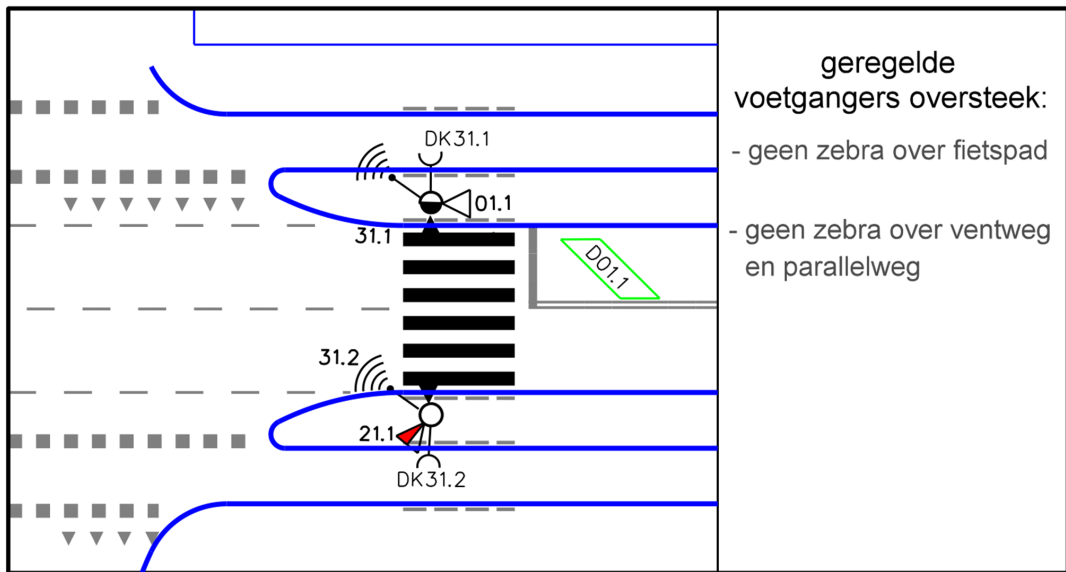 DK31.1
01.1
31.1
D01.1
31.2
21.1
DK31.2
geregelde
voetgangers oversteek:
- geen zebra over fietspad
- geen zebra over ventweg
en parallelweg